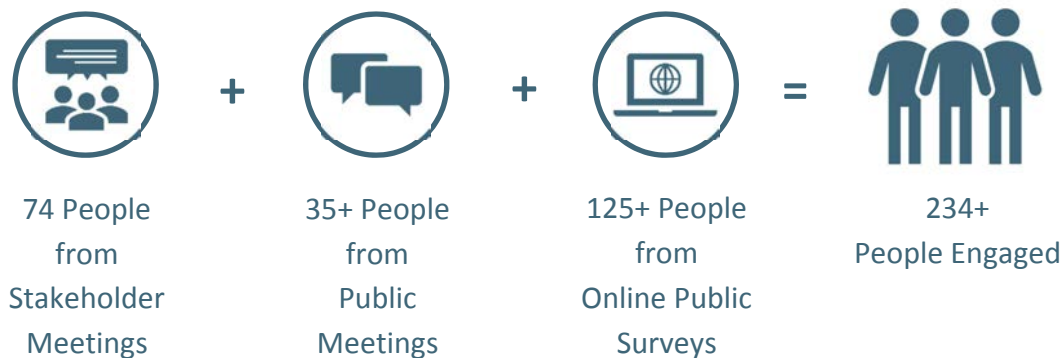 +
+
=
74 People
from
Stakeholder
Meetings
35+ People
from
Public
Meetings
125+ People
from
Online Public
Surveys
234+
People Engaged